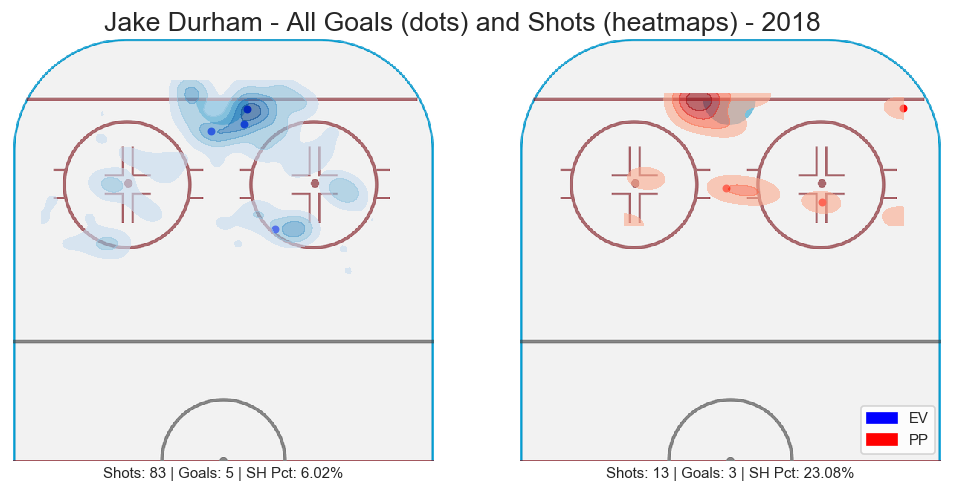 Jake Durham - All Goals (dots) and Shots (heatmaps) - 2018
EV
PP
Shots: 83 | Goals: 5 | SH Pct: 6.02%
Shots: 13 | Goals: 3 | SH Pct: 23.08%